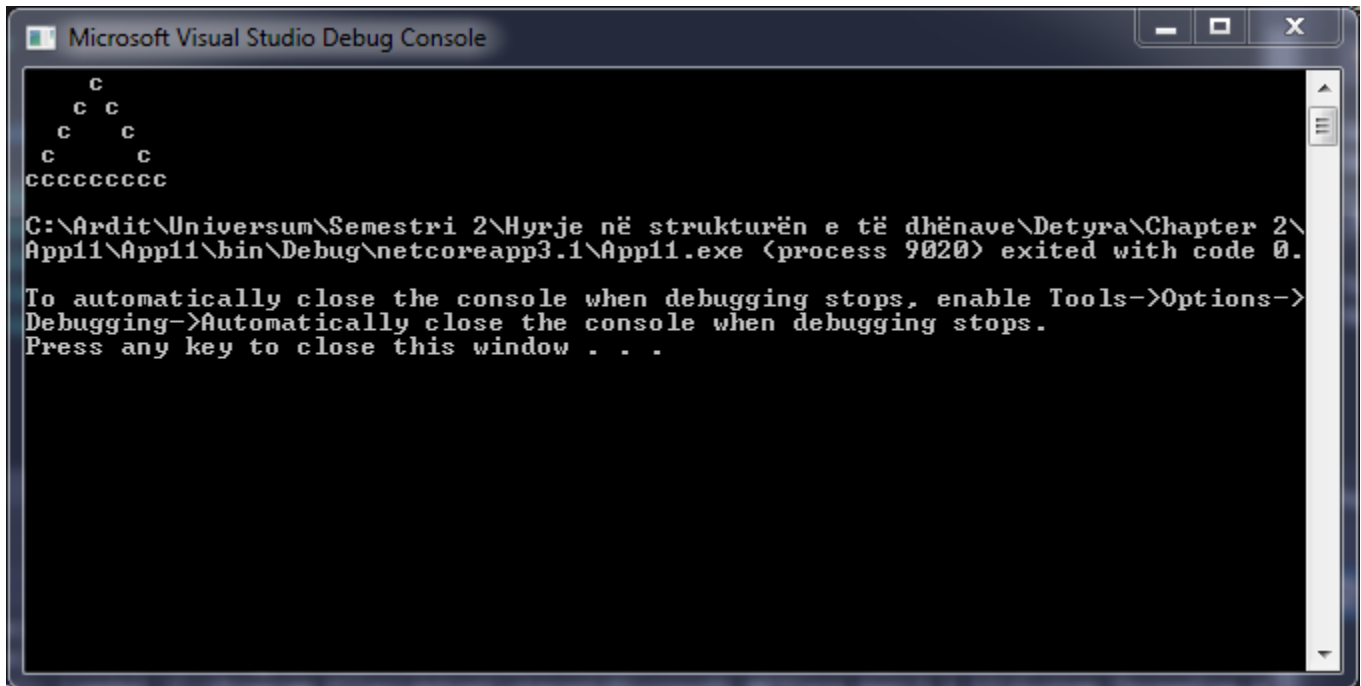 Microsoft Visual Studio Debug Console
    c
   c c
  c   c
 c     c
ccccccccc
C:\Ardit\Universum\Semestri 2\Hyrje në strukturën e të dhënave\Detyra\Chapter 2\
App11\App11\bin\Debug\netcoreapp3.1\App11.exe (process 9020) exited with code 0.
To automatically close the console when debugging stops, enable Tools->Options->
Debugging->Automatically close the console when debugging stops.
Press any key to close this window . . .